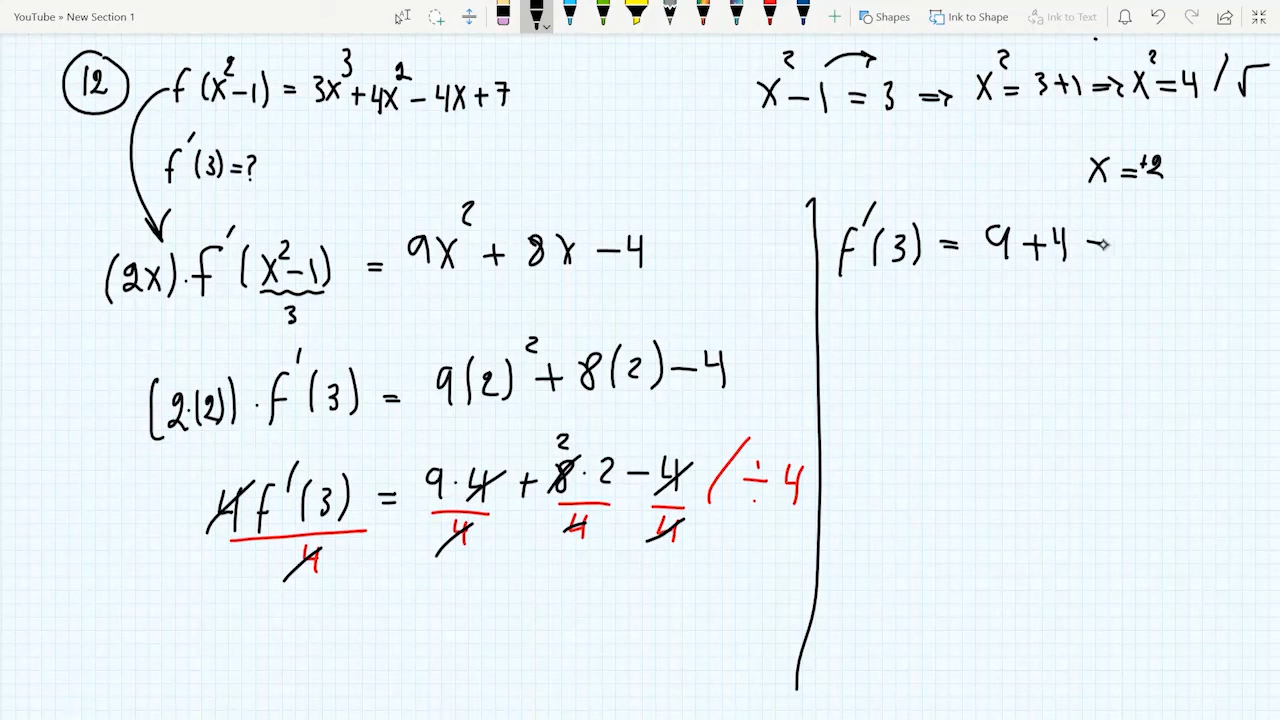 Youtube » New Section 1
Shapes
Ink to Shape
Ink to Text
12
f(x²-1) = 3x³+4x²-4x+7
f'(3)=?
(2x)·f'(x²-1) = 9x²+8x-4
3
(2·(2))·f'(3) = 9(2)²+8(2)-4
4f'(3)/4 = 9·4/4 + 8·2/4 - 4/4 /÷4
2
x²-1=3 ⇒ x²=3+1 ⇒ x²=4 /√
x=+2
f'(3) = 9+4-